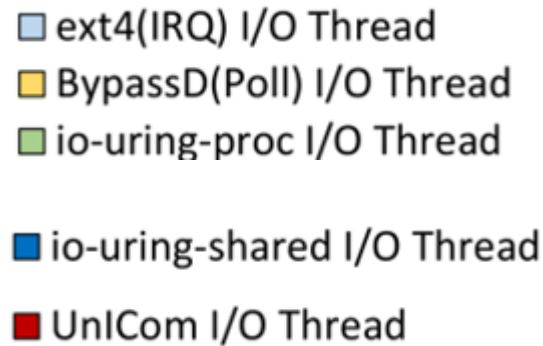 ext4(IRQ) I/O Thread
BypassD(Poll) I/O Thread
io-uring-proc I/O Thread
io-uring-shared I/O Thread
UnICom I/O Thread